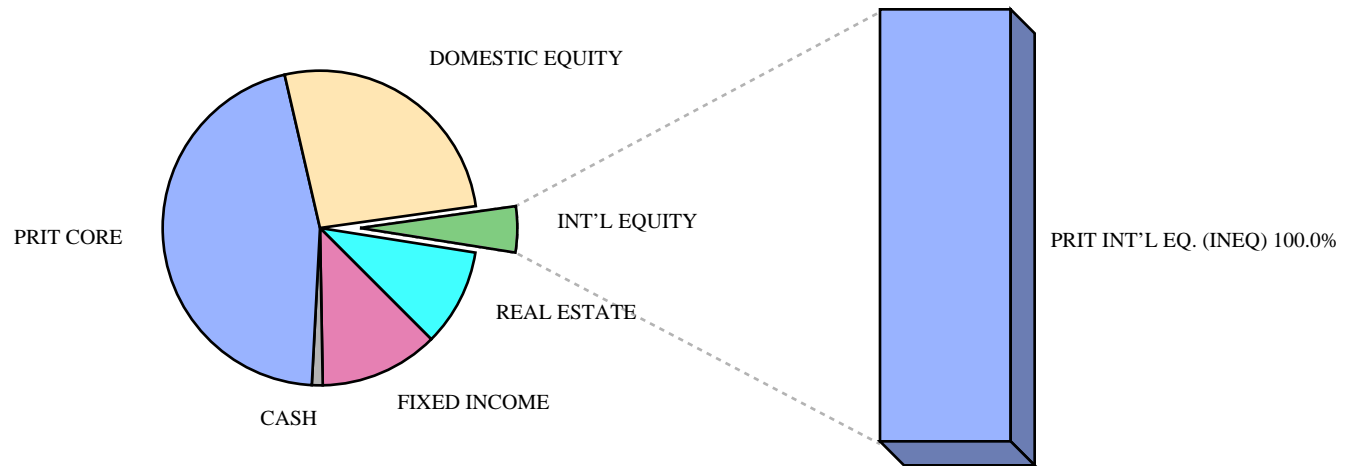 DOMESTIC EQUITY
INT'L EQUITY
PRIT CORE
PRIT INT'L EQ. (INEQ) 100.0%
REAL ESTATE
FIXED INCOME
CASH